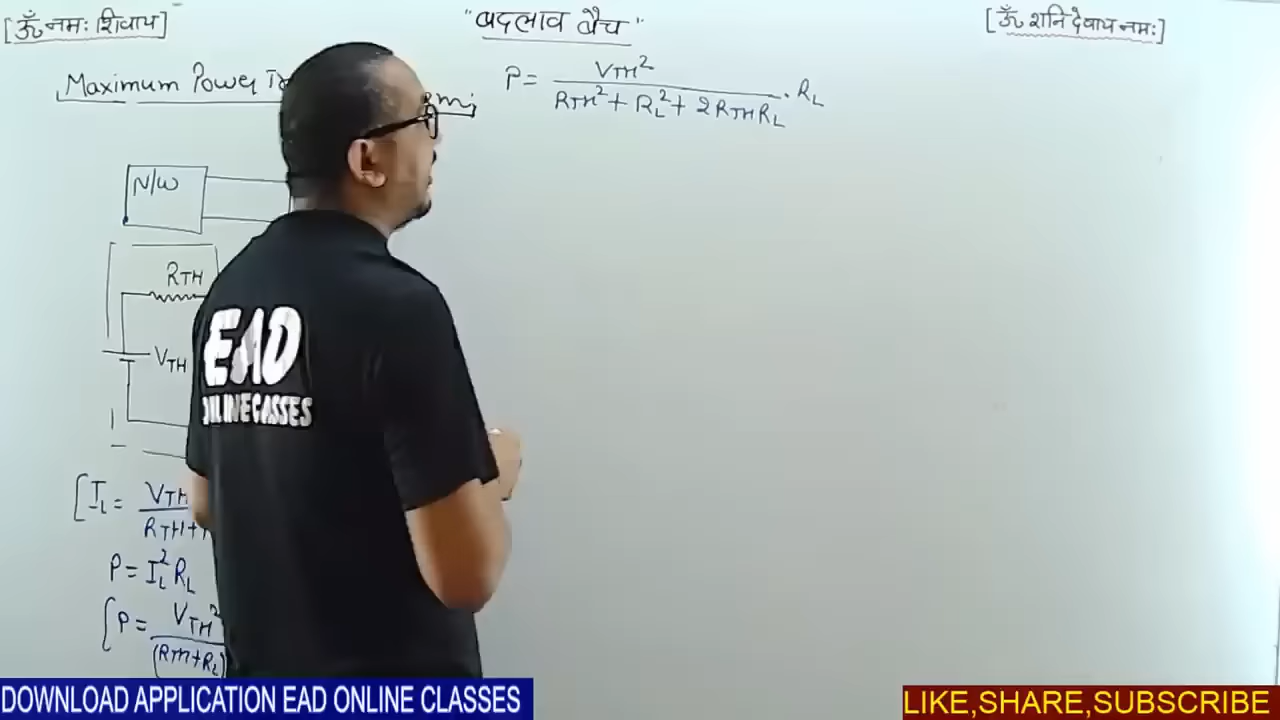 [ॐ नमः शिवाय]
"बदलाव बैच"
[ॐ शनि देवाय नमः]
Maximum Power
N/W
RTH
VTH
[IL = VTH
RTH+
P = IL² RL
P = VTH²
(RTH+RL)
P = VTH² / RTH² + RL² + 2RTHRL . RL
EAD
ONLINE CASSES
DOWNLOAD APPLICATION EAD ONLINE CLASSES
LIKE,SHARE,SUBSCRIBE